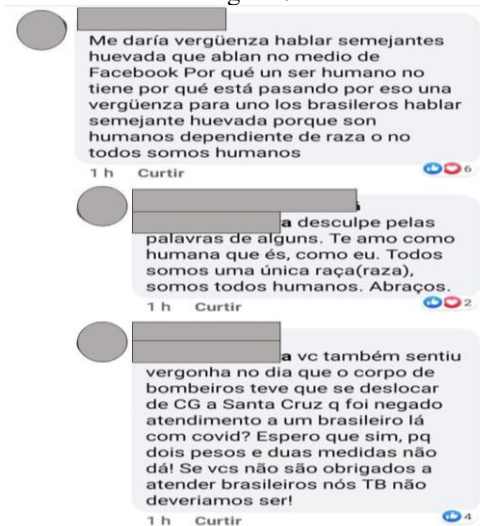 Me daría vergüenza hablar semejantes
huevada que ablan no medio de
Facebook Por qué un ser humano no
tiene por qué está pasando por eso una
vergüenza para uno los brasileros hablar
semejante huevada porque son
humanos dependiente de raza o no
todos somos humanos
1 h Curtir 6
a desculpe pelas
palavras de alguns. Te amo como
humana que és, como eu. Todos
somos uma única raça(raza),
somos todos humanos. Abraços.
1 h Curtir 2
a vc também sentiu
vergonha no dia que o corpo de
bombeiros teve que se deslocar
de CG a Santa Cruz q foi negado
atendimento a um brasileiro lá
com covid? Espero que sim, pq
dois pesos e duas medidas não
dá! Se vcs não são obrigados a
atender brasileiros nós TB não
deveriamos ser!
1 h Curtir 4